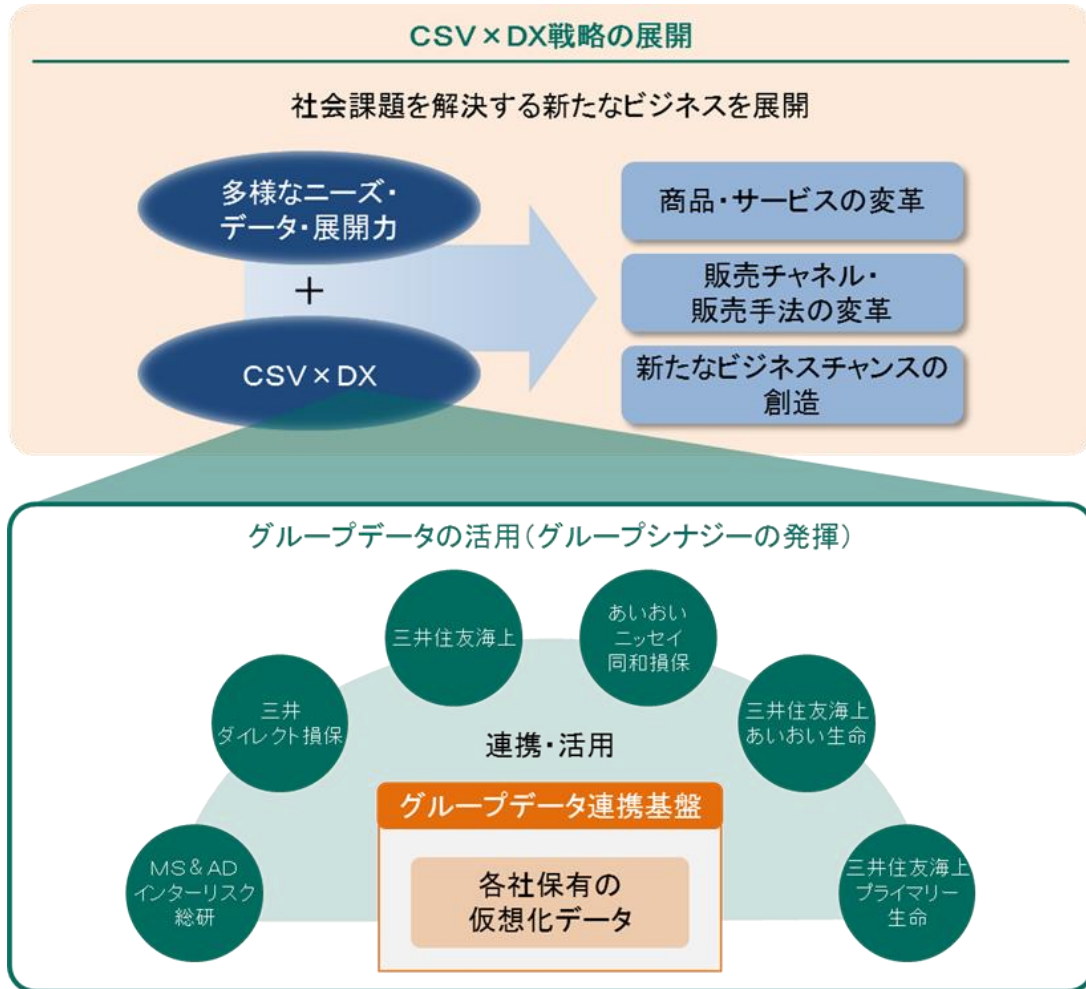 CSV×DX戦略の展開
社会課題を解決する新たなビジネスを展開
多様なニーズ・
データ・展開力
＋
CSV×DX
商品・サービスの変革
販売チャネル・
販売手法の変革
新たなビジネスチャンスの
創造
グループデータの活用（グループシナジーの発揮）
MS＆AD
インターリスク
総研
三井
ダイレクト損保
三井住友海上
あいおい
ニッセイ
同和損保
三井住友海上
あいおい生命
三井住友海上
プライマリー
生命
連携・活用
グループデータ連携基盤
各社保有の
仮想化データ